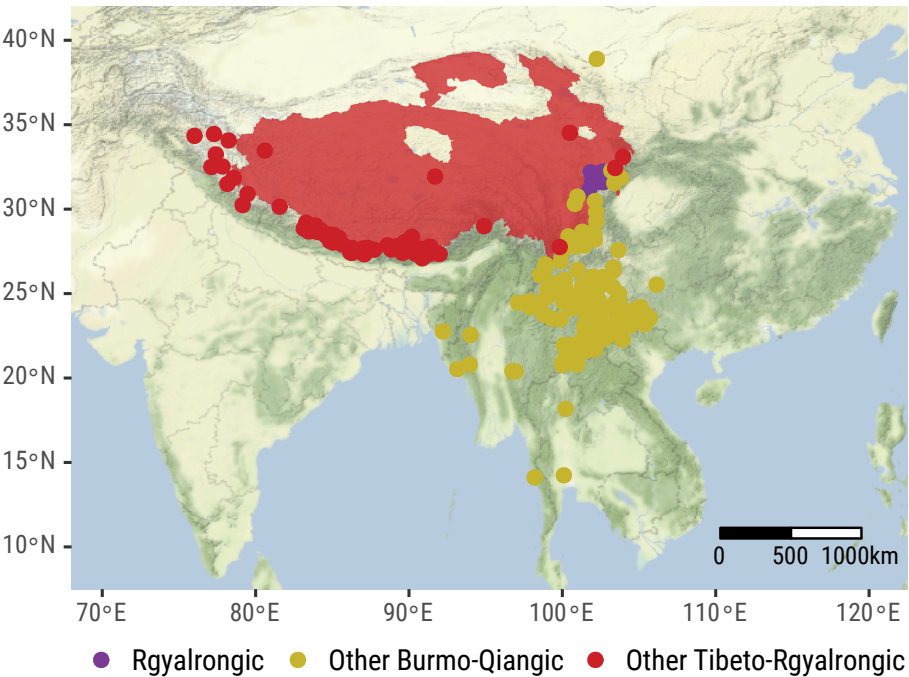 40°N
35°N
30°N
25°N
20°N
15°N
10°N
0 500 1000km
70°E 80°E 90°E 100°E 110°E 120°E
Rgyalrongic Other Burmo-Qiangic Other Tibeto-Rgyalrongic